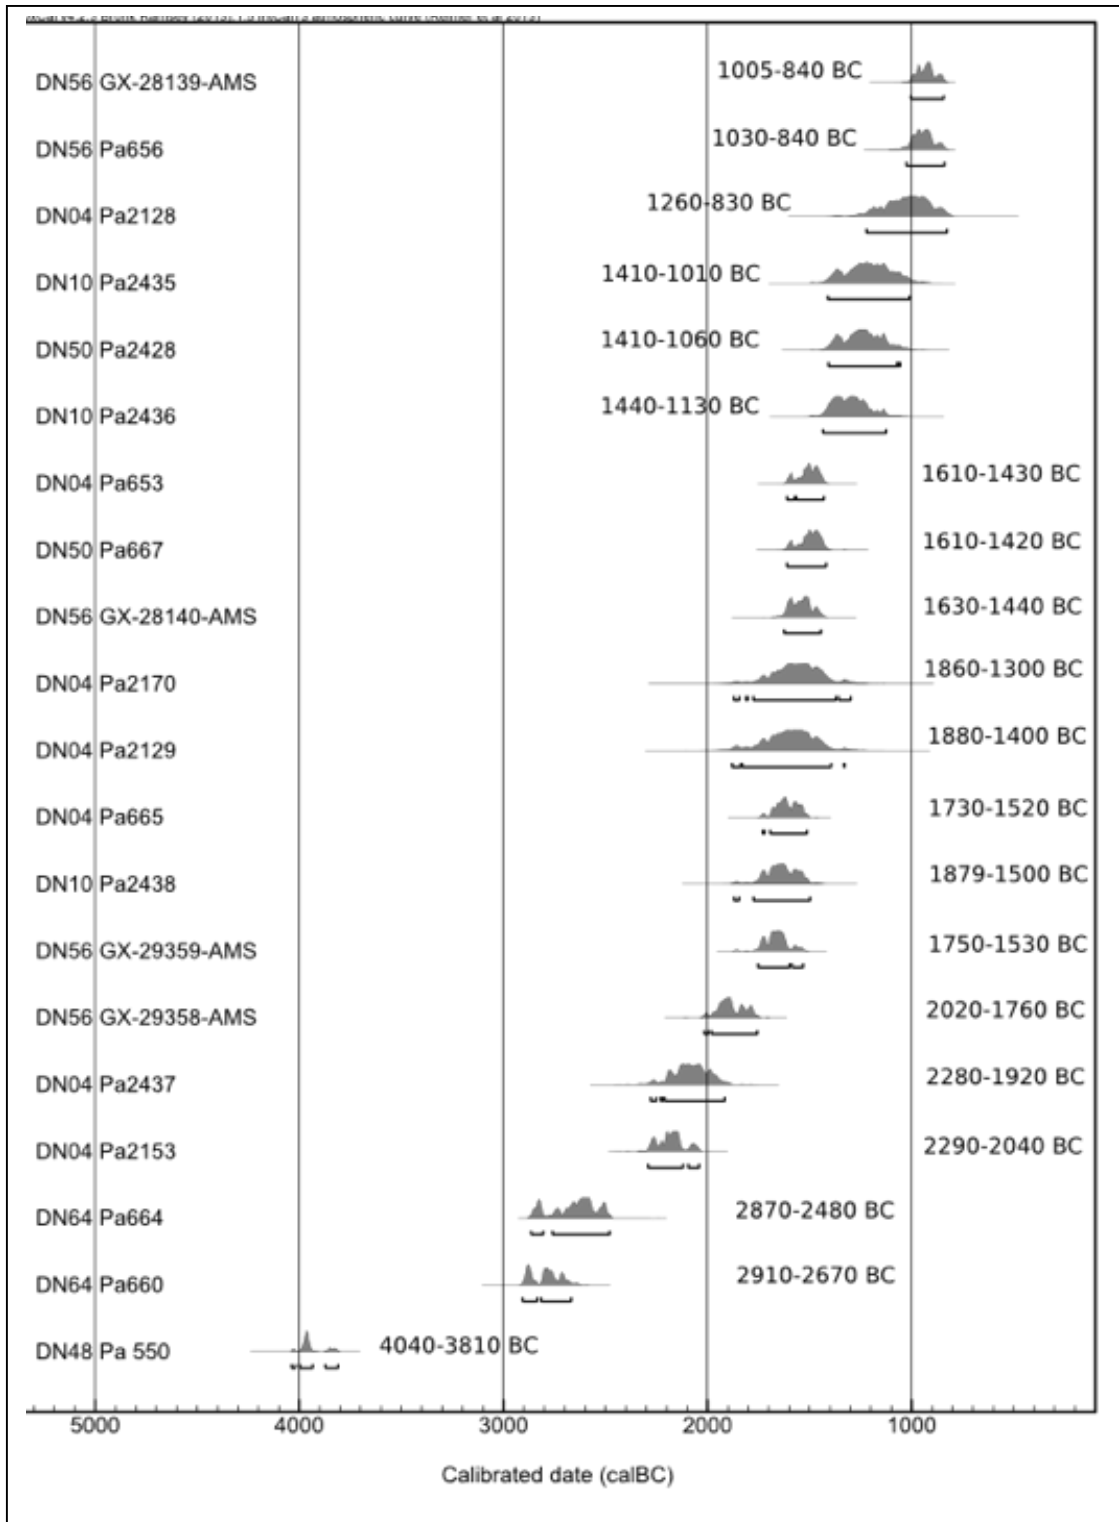 DN56 GX-28139-AMS 1005-840 BC
DN56 Pa656 1030-840 BC
DN04 Pa2128 1260-830 BC
DN10 Pa2435 1410-1010 BC
DN50 Pa2428 1410-1060 BC
DN10 Pa2436 1440-1130 BC
DN04 Pa653 1610-1430 BC
DN50 Pa667 1610-1420 BC
DN56 GX-28140-AMS 1630-1440 BC
DN04 Pa2170 1860-1300 BC
DN04 Pa2129 1880-1400 BC
DN04 Pa665 1730-1520 BC
DN10 Pa2438 1879-1500 BC
DN56 GX-29359-AMS 1750-1530 BC
DN56 GX-29358-AMS 2020-1760 BC
DN04 Pa2437 2280-1920 BC
DN04 Pa2153 2290-2040 BC
DN64 Pa664 2870-2480 BC
DN64 Pa660 2910-2670 BC
DN48 Pa 550 4040-3810 BC
5000 4000 3000 2000 1000
Calibrated date (calBC)